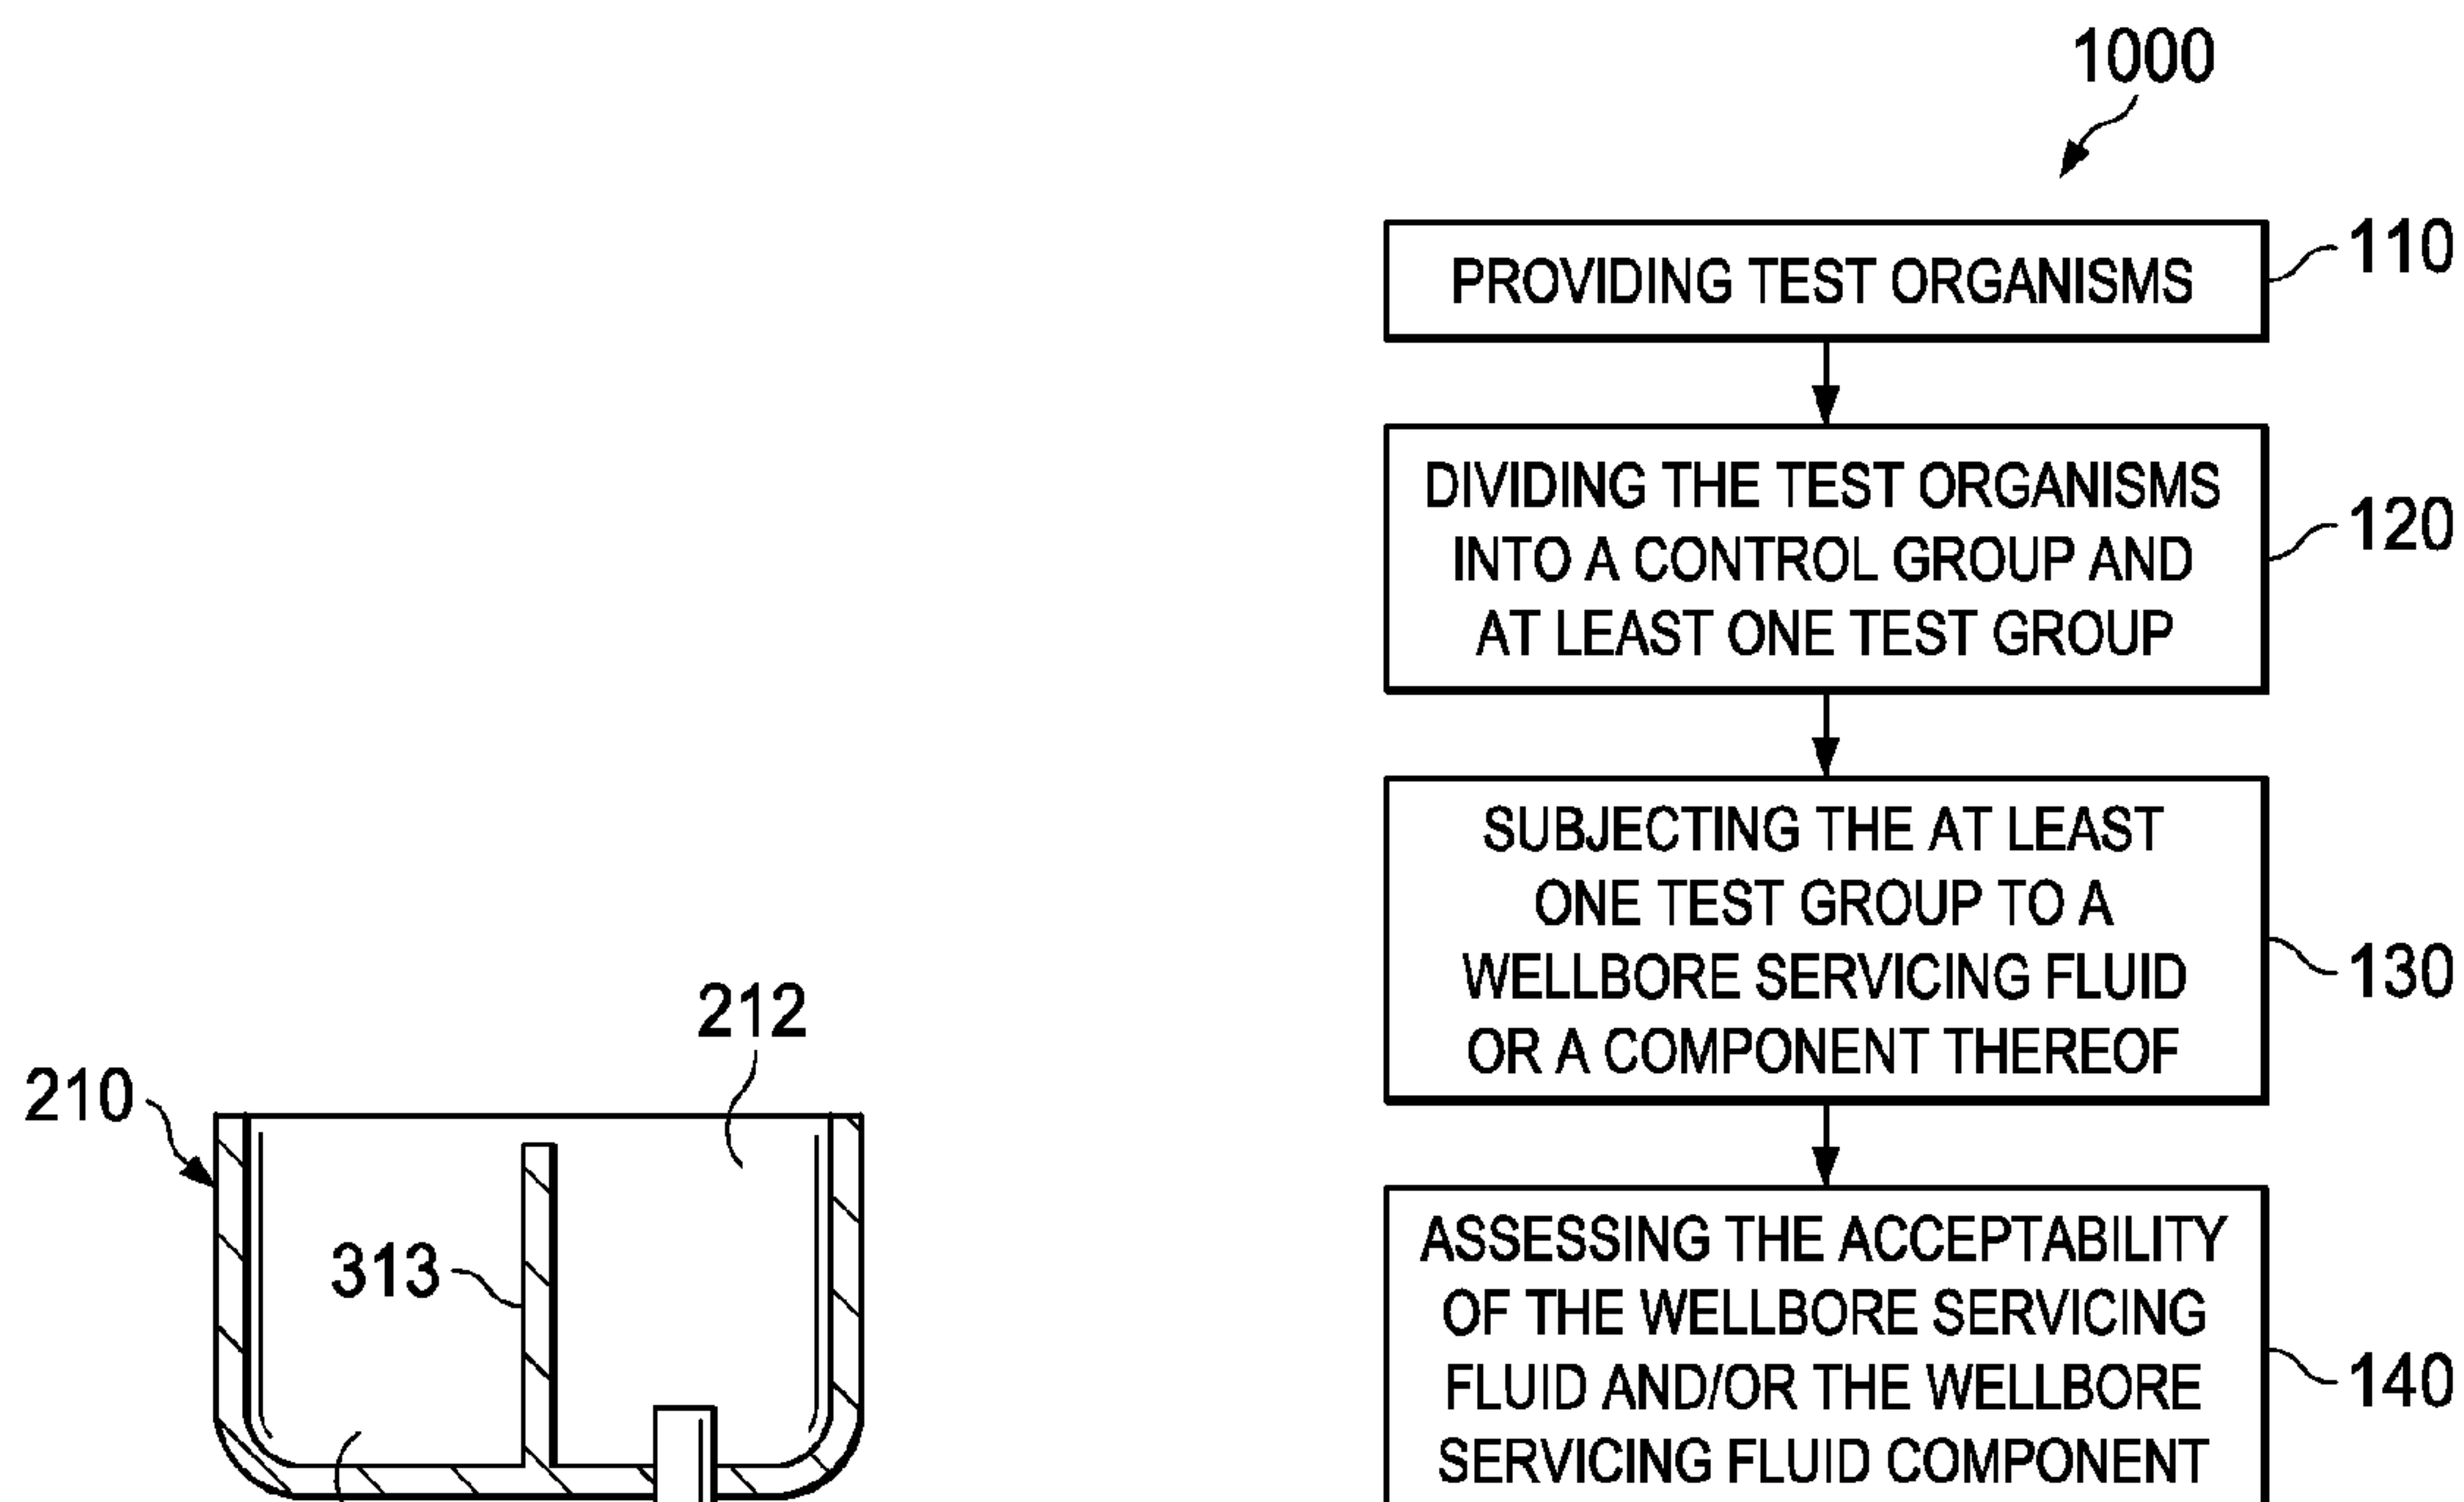 1000
PROVIDING TEST ORGANISMS
110
DIVIDING THE TEST ORGANISMS
INTO A CONTROL GROUP AND
AT LEAST ONE TEST GROUP
120
SUBJECTING THE AT LEAST
ONE TEST GROUP TO A
WELLBORE SERVICING FLUID
OR A COMPONENT THEREOF
130
ASSESSING THE ACCEPTABILITY
OF THE WELLBORE SERVICING
FLUID AND/OR THE WELLBORE
SERVICING FLUID COMPONENT
140
212
210
313